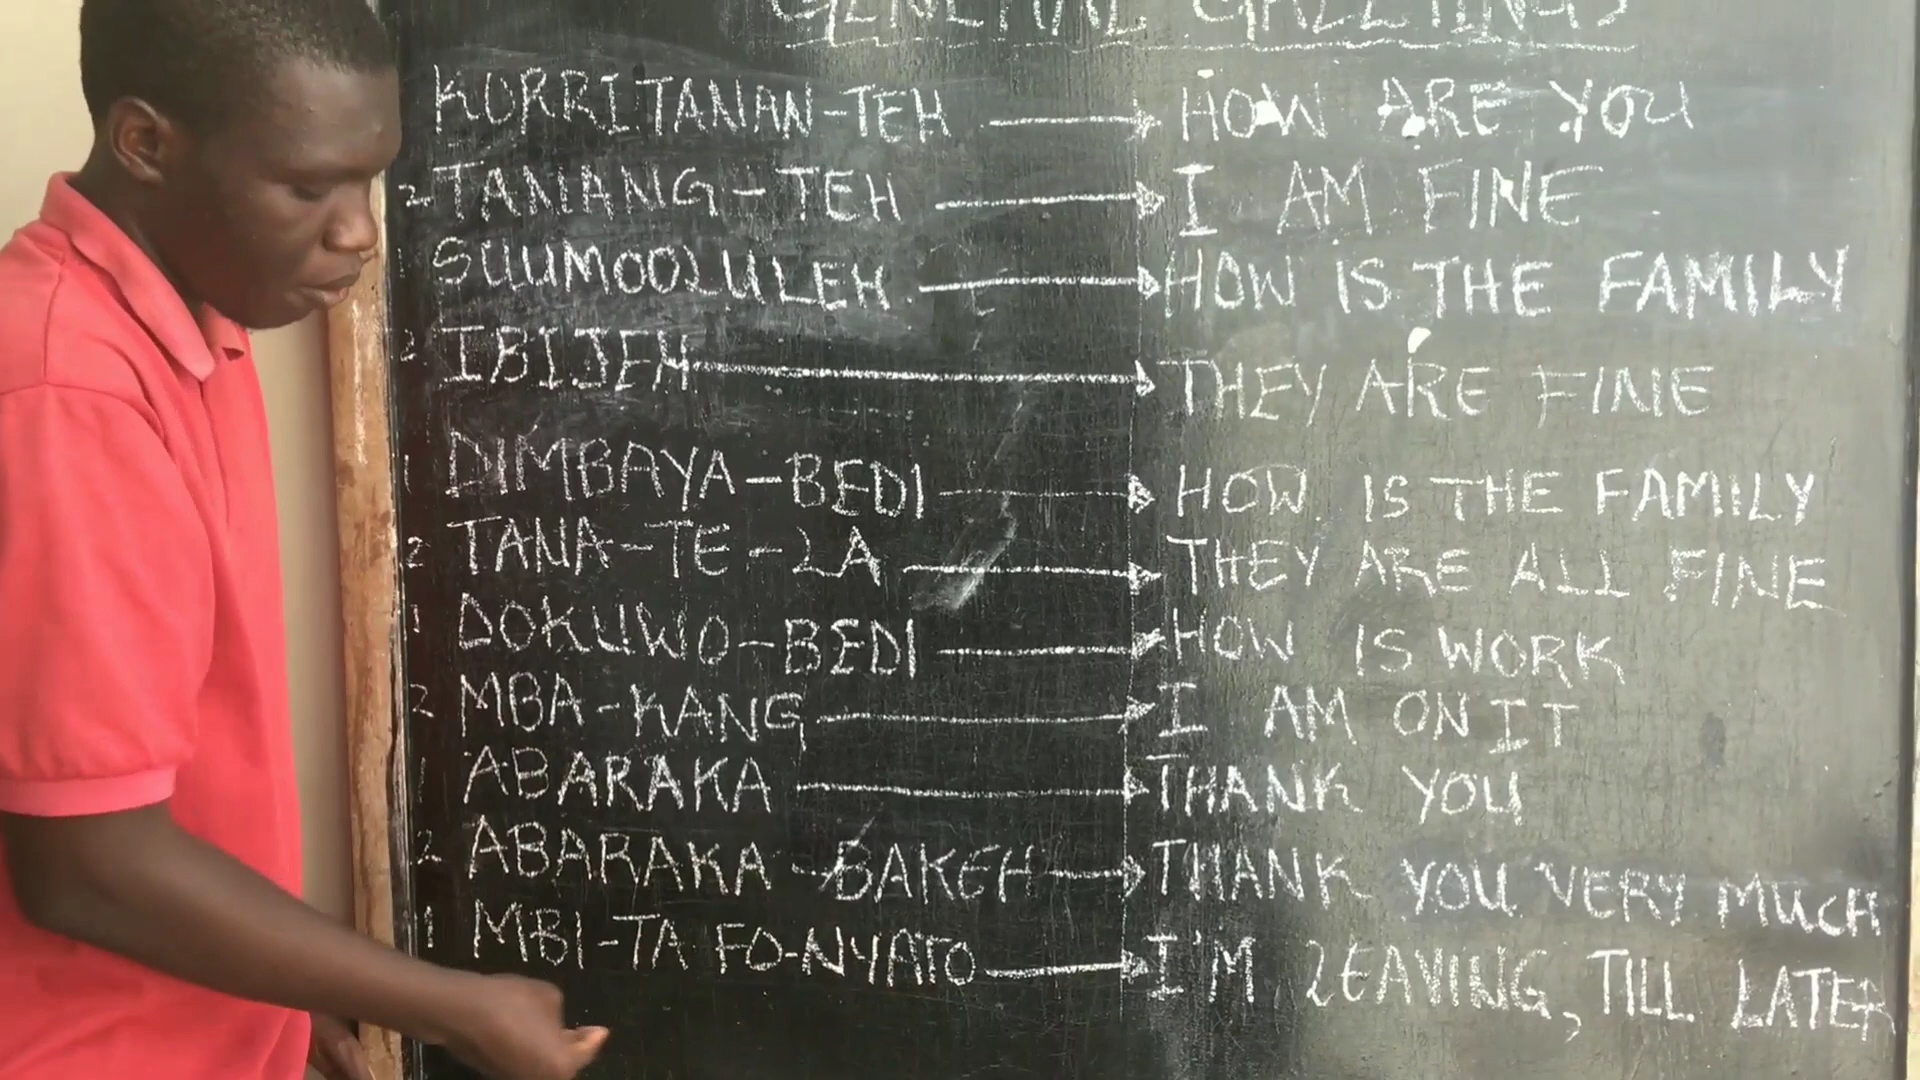 GENERAL GREETINGS
KORRITANAN-TEH → HOW ARE YOU
2 TANANG-TEH → I AM FINE
1 SUUMOOLULEH → HOW IS THE FAMILY
2 IBIJEH → THEY ARE FINE
1 DIMBAYA-BEDI → HOW IS THE FAMILY
2 TANA-TE-LA → THEY ARE ALL FINE
1 DOKUWO-BEDI → HOW IS WORK
2 MBA-KANG → I AM ON IT
1 ABARAKA → THANK YOU
2 ABARAKA-BAKEH → THANK YOU VERY MUCH
1 MBI-TA FO-NYATO → I'M LEAVING, TILL LATER